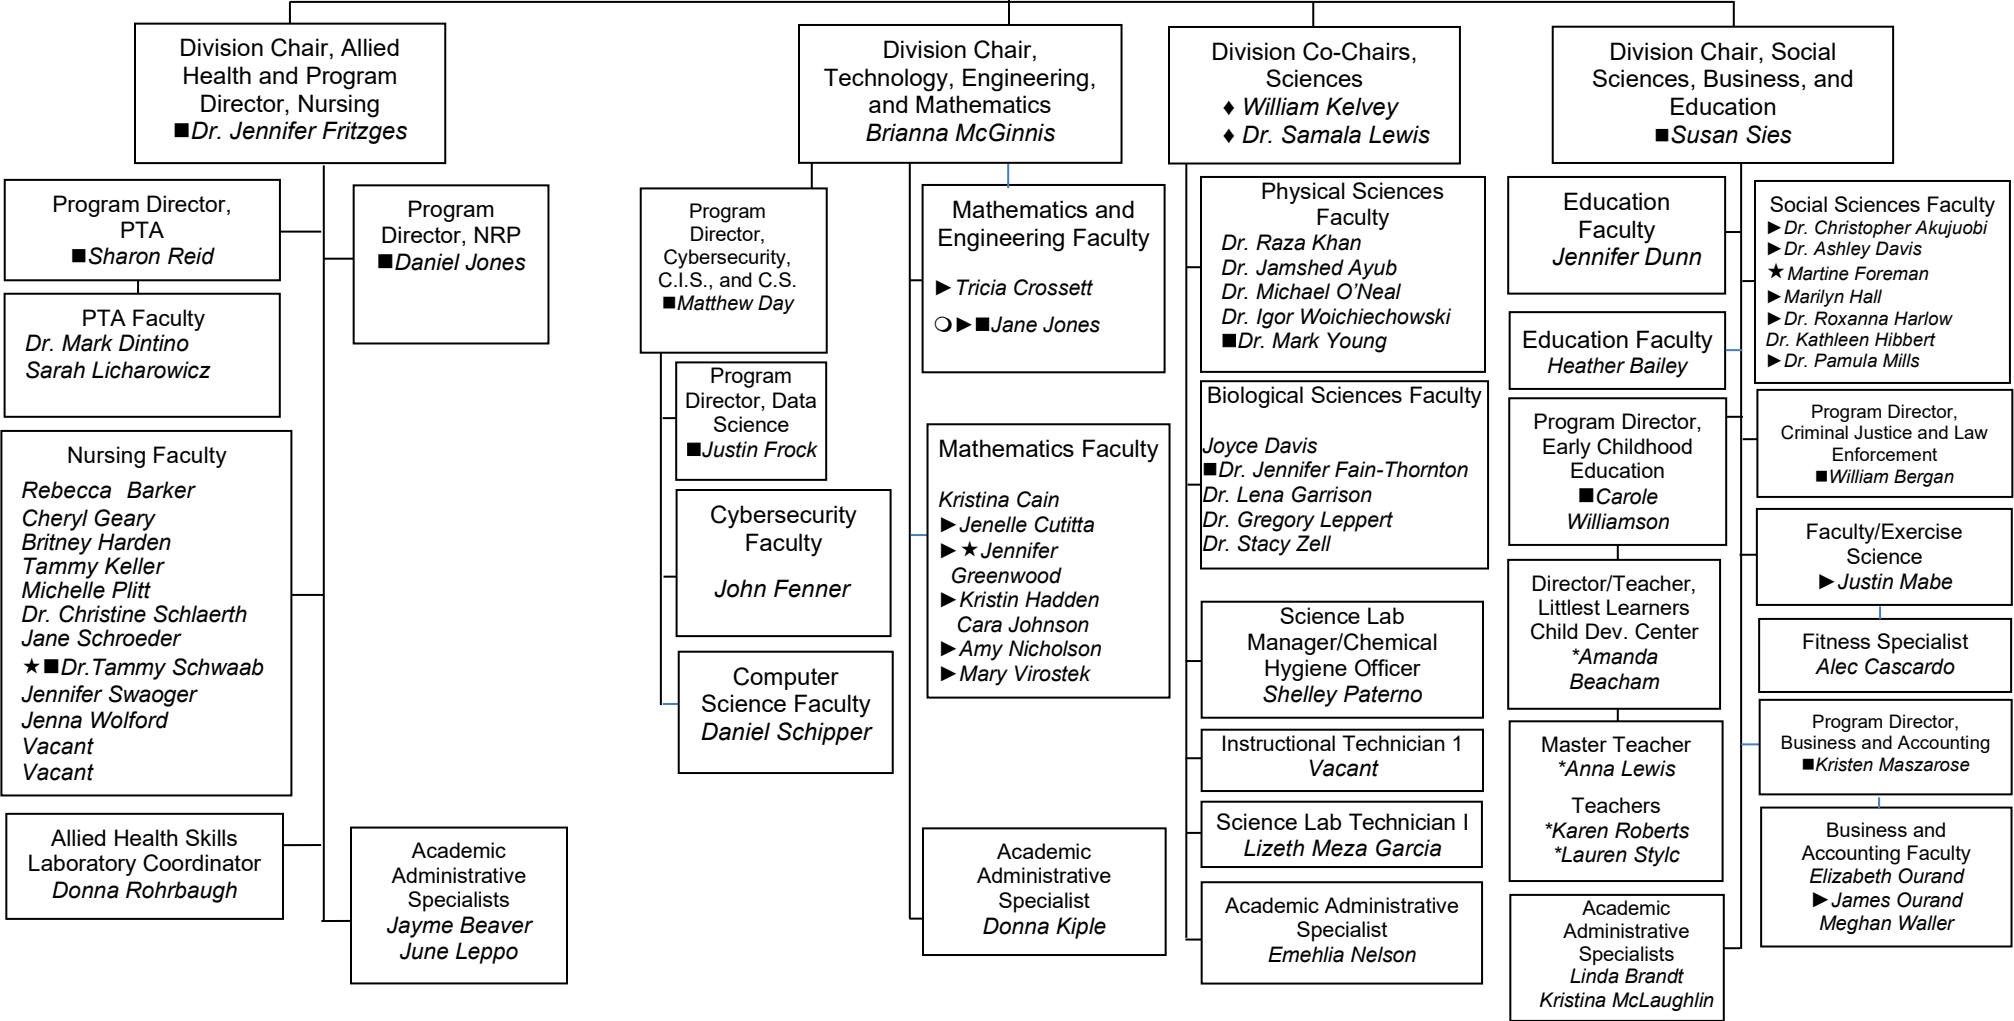 Division Chair, Allied
Health and Program
Director, Nursing
■Dr. Jennifer Fritzges
Program Director,
PTA
■Sharon Reid
Program
Director, NRP
■Daniel Jones
PTA Faculty
Dr. Mark Dintino
Sarah Licharowicz
Nursing Faculty
Rebecca Barker
Cheryl Geary
Britney Harden
Tammy Keller
Michelle Plitt
Dr. Christine Schlaerth
Jane Schroeder
★■Dr.Tammy Schwaab
Jennifer Swaoger
Jenna Wolford
Vacant
Vacant
Allied Health Skills
Laboratory Coordinator
Donna Rohrbaugh
Academic
Administrative
Specialists
Jayme Beaver
June Leppo
Division Chair,
Technology, Engineering,
and Mathematics
Brianna McGinnis
Program
Director,
Cybersecurity,
C.I.S., and C.S.
■Matthew Day
Program
Director, Data
Science
■Justin Frock
Cybersecurity
Faculty
John Fenner
Computer
Science Faculty
Daniel Schipper
Mathematics and
Engineering Faculty
►Tricia Crossett
❍►■Jane Jones
Mathematics Faculty
Kristina Cain
►Jenelle Cutitta
►★Jennifer
Greenwood
►Kristin Hadden
Cara Johnson
►Amy Nicholson
►Mary Virostek
Academic
Administrative
Specialist
Donna Kiple
Division Co-Chairs,
Sciences
♦ William Kelvey
♦ Dr. Samala Lewis
Physical Sciences
Faculty
Dr. Raza Khan
Dr. Jamshed Ayub
Dr. Michael O’Neal
Dr. Igor Woichiechowski
■Dr. Mark Young
Biological Sciences Faculty
Joyce Davis
■Dr. Jennifer Fain-Thornton
Dr. Lena Garrison
Dr. Gregory Leppert
Dr. Stacy Zell
Science Lab
Manager/Chemical
Hygiene Officer
Shelley Paterno
Instructional Technician 1
Vacant
Science Lab Technician I
Lizeth Meza Garcia
Academic Administrative
Specialist
Emehlia Nelson
Division Chair, Social
Sciences, Business, and
Education
■Susan Sies
Education
Faculty
Jennifer Dunn
Education Faculty
Heather Bailey
Program Director,
Early Childhood
Education
■Carole
Williamson
Director/Teacher,
Littlest Learners
Child Dev. Center
*Amanda
Beacham
Master Teacher
*Anna Lewis
Teachers
*Karen Roberts
*Lauren Stylc
Academic
Administrative
Specialists
Linda Brandt
Kristina McLaughlin
Social Sciences Faculty
►Dr. Christopher Akujuobi
►Dr. Ashley Davis
★Martine Foreman
►Marilyn Hall
►Dr. Roxanna Harlow
Dr. Kathleen Hibbert
►Dr. Pamula Mills
Program Director,
Criminal Justice and Law
Enforcement
■William Bergan
Faculty/Exercise
Science
►Justin Mabe
Fitness Specialist
Alec Cascardo
Program Director,
Business and Accounting
■Kristen Maszarose
Business and
Accounting Faculty
Elizabeth Ourand
►James Ourand
Meghan Waller